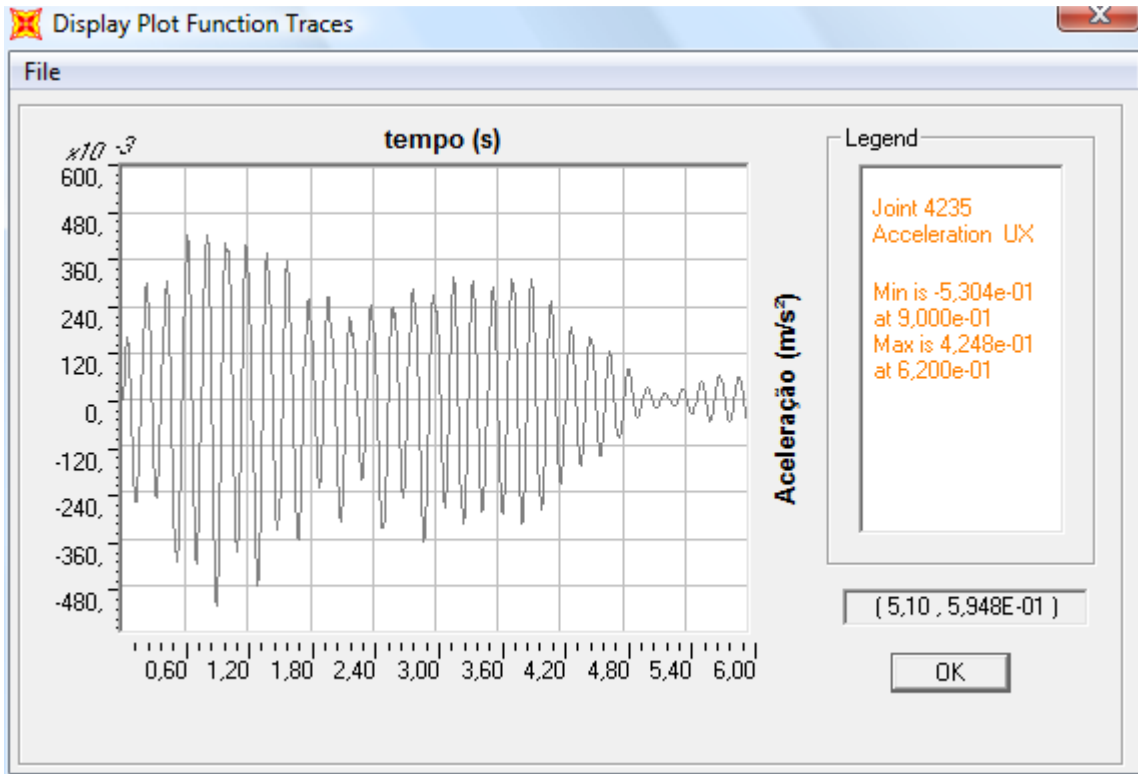 Display Plot Function Traces
X
File
x10 -3
tempo (s)
600,
480,
360,
240,
120,
0,
-120,
-240,
-360,
-480,
0,60 1,20 1,80 2,40 3,00 3,60 4,20 4,80 5,40 6,00
Aceleração (m/s²)
Legend
Joint 4235
Acceleration UX
Min is -5,304e-01
at 9,000e-01
Max is 4,248e-01
at 6,200e-01
( 5,10 , 5,948E-01 )
OK